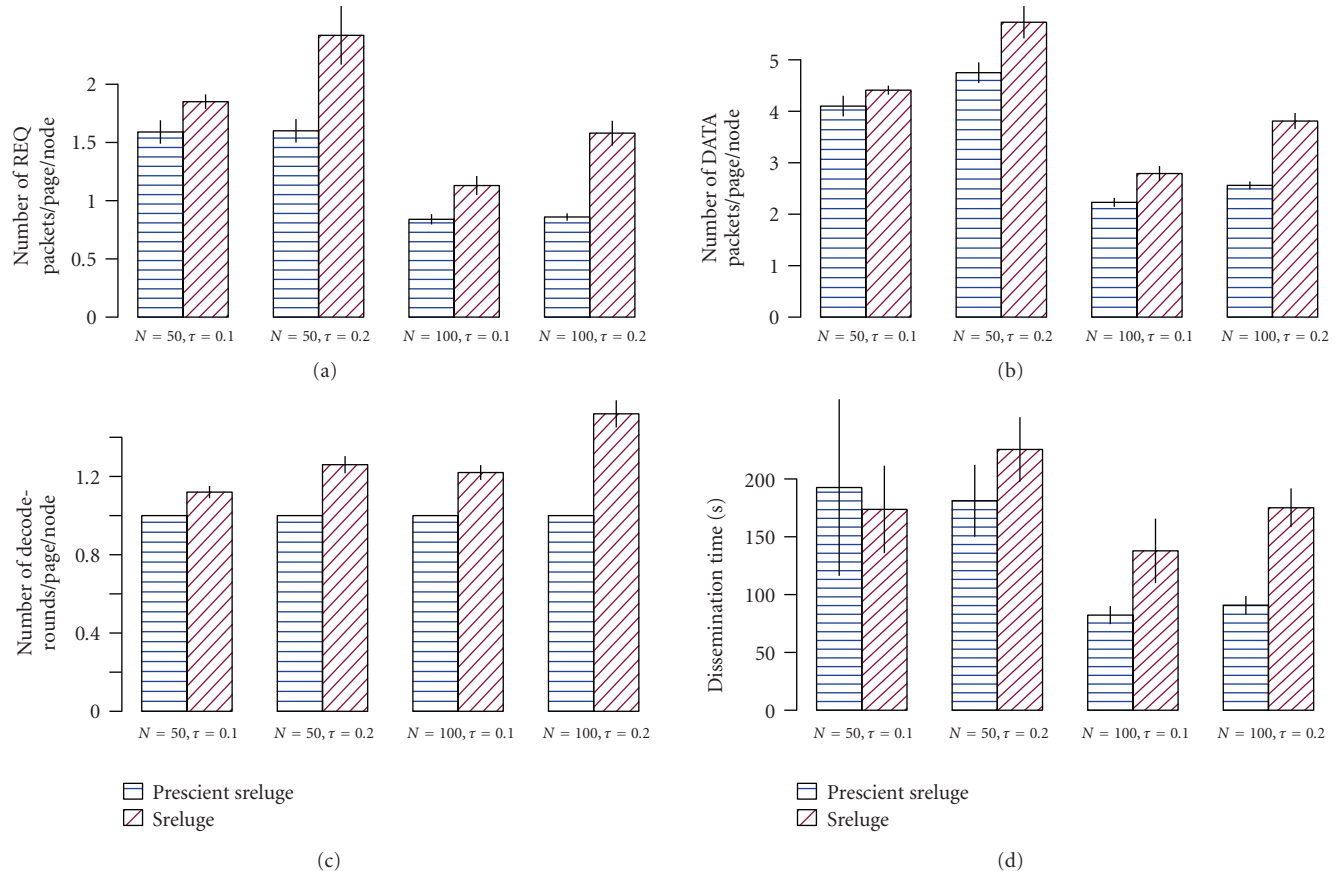 Number of REQ
packets/page/node
2
1.5
1
0.5
0
N = 50, τ = 0.1
N = 50, τ = 0.2
N = 100, τ = 0.1
N = 100, τ = 0.2
(a)
Number of DATA
packets/page/node
5
4
3
2
1
0
N = 50, τ = 0.1
N = 50, τ = 0.2
N = 100, τ = 0.1
N = 100, τ = 0.2
(b)
Number of decode-
rounds/page/node
1.2
0.8
0.4
0
N = 50, τ = 0.1
N = 50, τ = 0.2
N = 100, τ = 0.1
N = 100, τ = 0.2
Prescient sreluge
Sreluge
(c)
Dissemination time (s)
200
150
100
50
0
N = 50, τ = 0.1
N = 50, τ = 0.2
N = 100, τ = 0.1
N = 100, τ = 0.2
Prescient sreluge
Sreluge
(d)